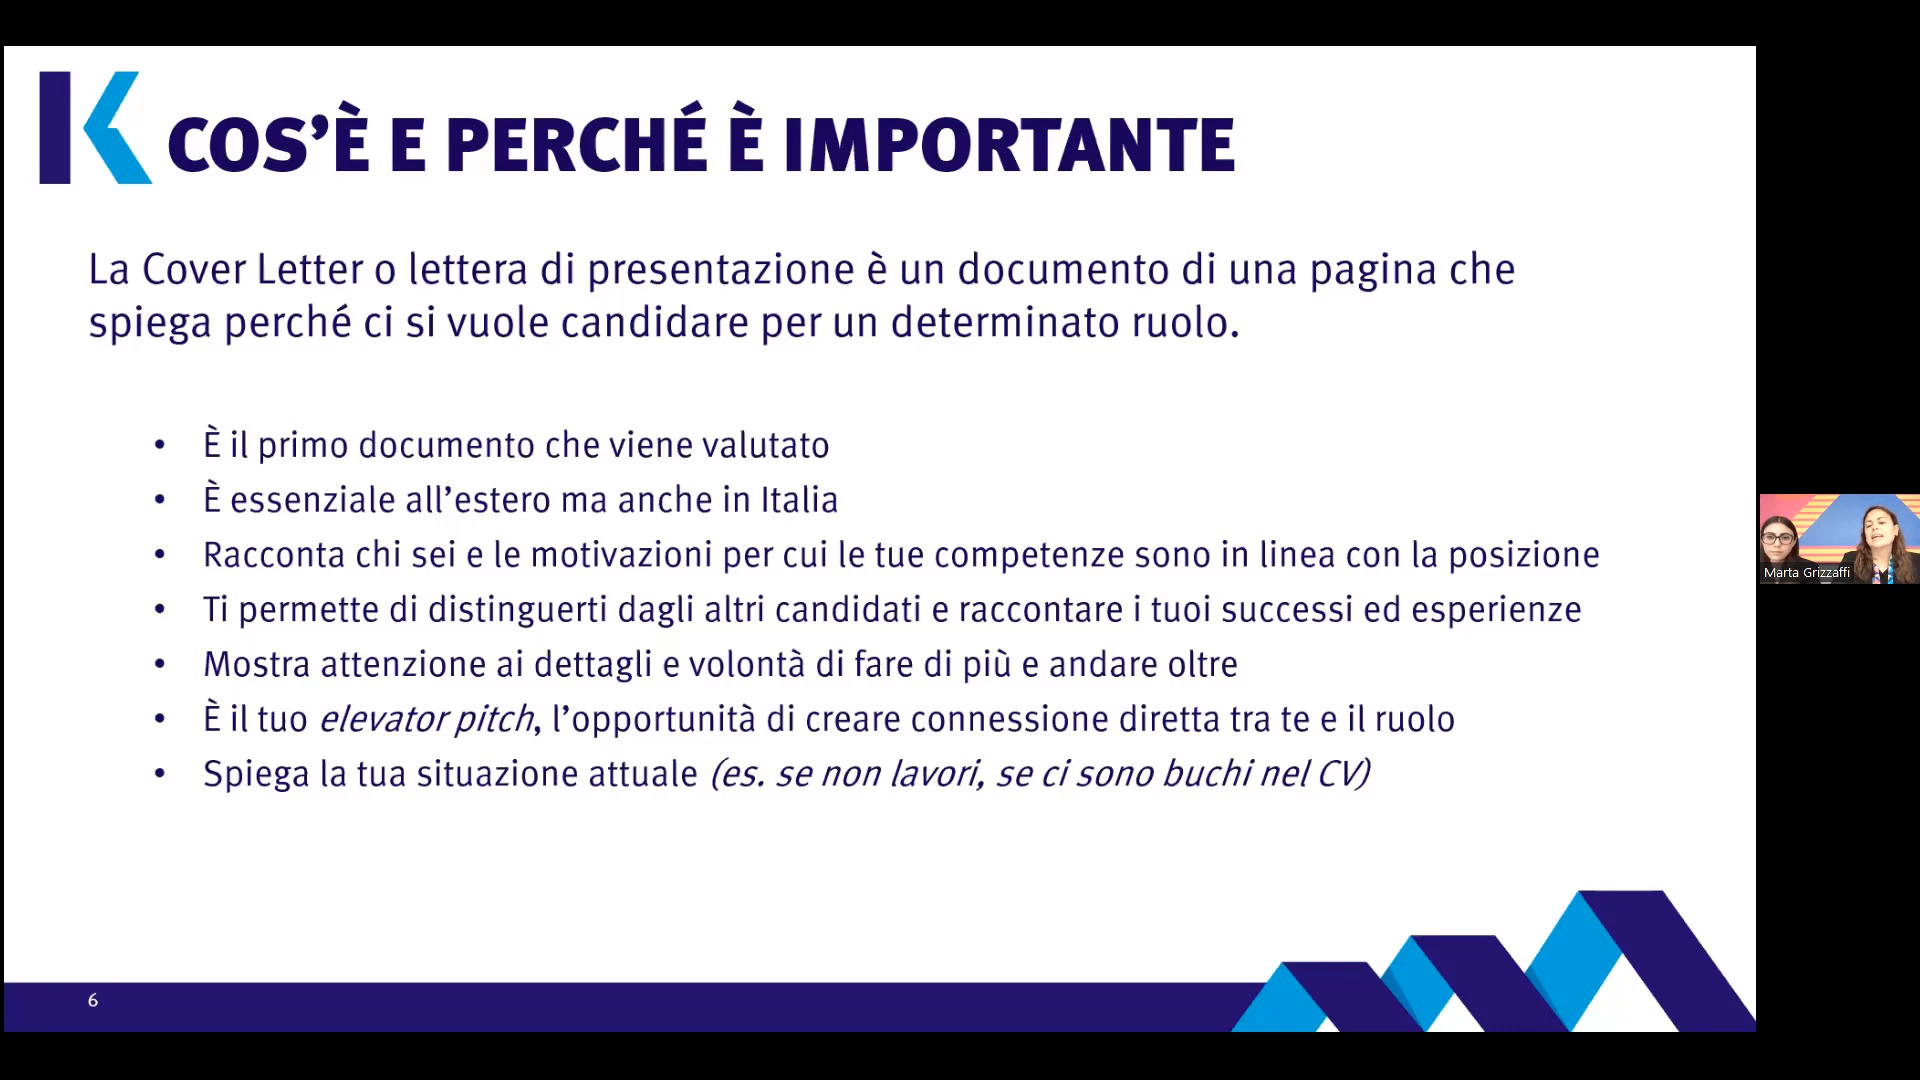 K COS’È E PERCHÉ È IMPORTANTE
La Cover Letter o lettera di presentazione è un documento di una pagina che
spiega perché ci si vuole candidare per un determinato ruolo.
• È il primo documento che viene valutato
• È essenziale all’estero ma anche in Italia
• Racconta chi sei e le motivazioni per cui le tue competenze sono in linea con la posizione
• Ti permette di distinguerti dagli altri candidati e raccontare i tuoi successi ed esperienze
• Mostra attenzione ai dettagli e volontà di fare di più e andare oltre
• È il tuo elevator pitch, l’opportunità di creare connessione diretta tra te e il ruolo
• Spiega la tua situazione attuale (es. se non lavori, se ci sono buchi nel CV)
Marta Grizzaffi
6